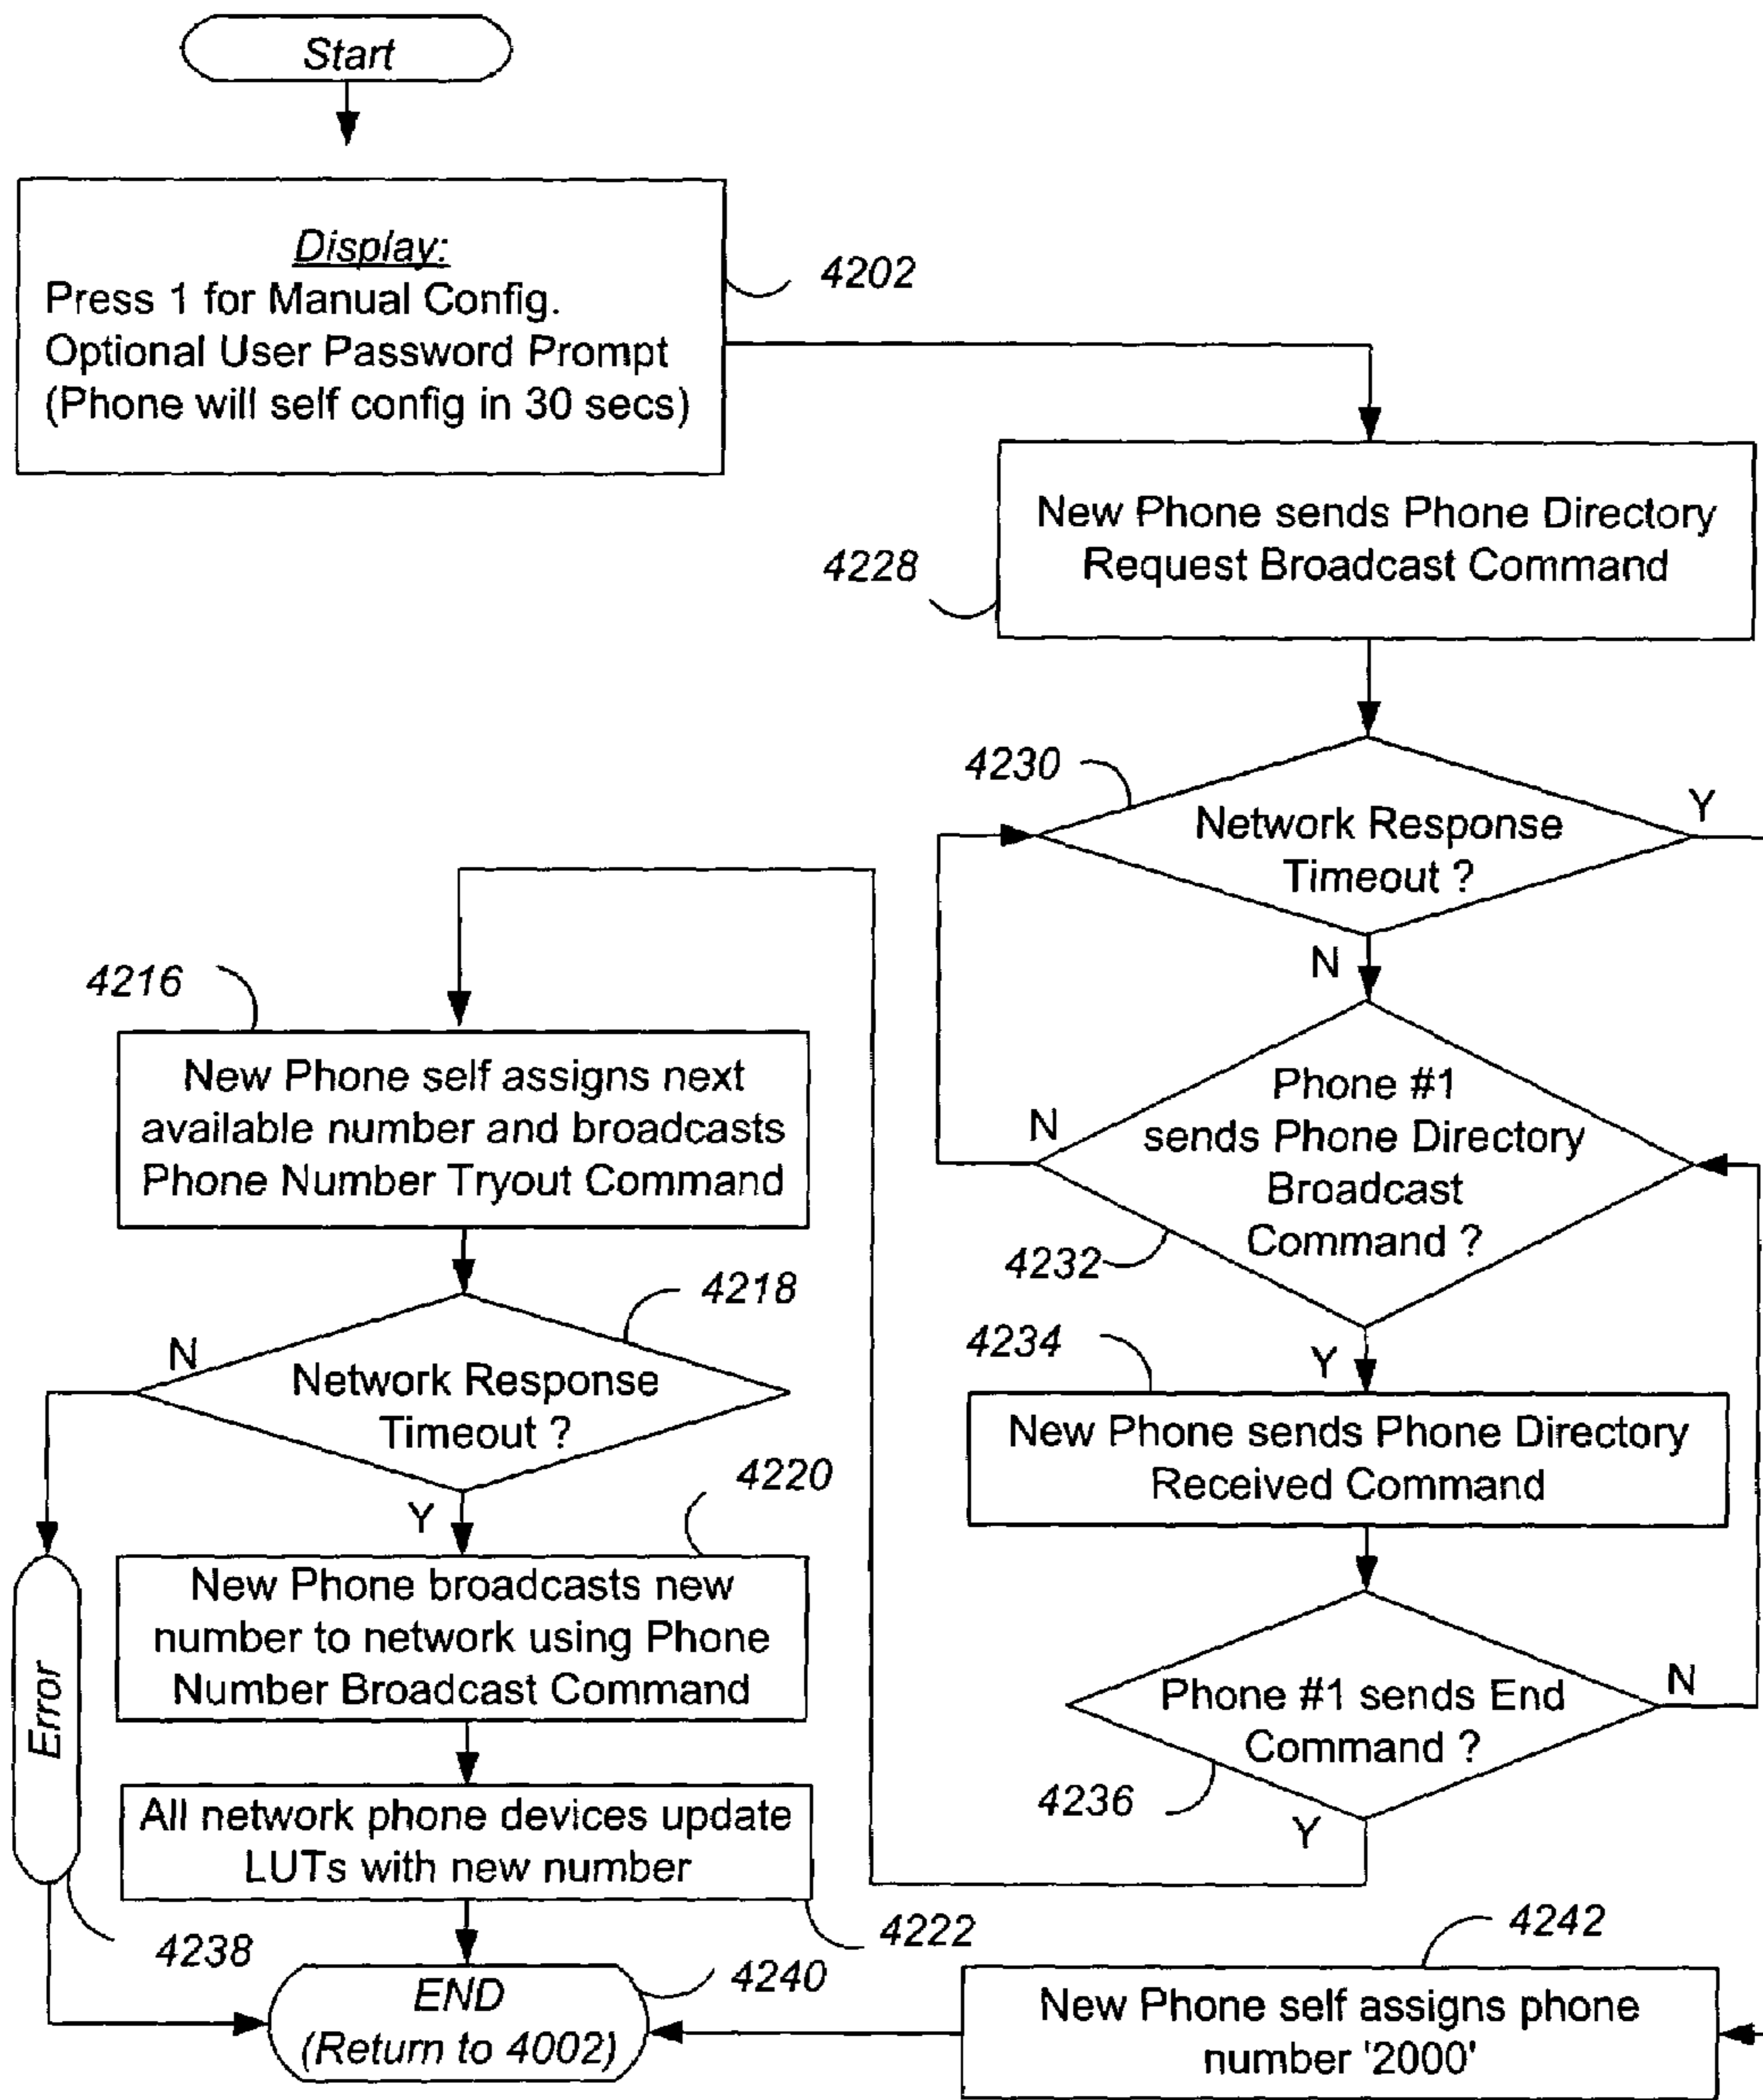 Start
Display:
Press 1 for Manual Config.
Optional User Password Prompt
(Phone will self config in 30 secs)
4202
New Phone sends Phone Directory
Request Broadcast Command
4228
4230
Network Response
Timeout ?
Y
N
Phone #1
sends Phone Directory
Broadcast
Command ?
N
4232
Y
4234
New Phone sends Phone Directory
Received Command
Phone #1 sends End
Command ?
N
4236
Y
4216
New Phone self assigns next
available number and broadcasts
Phone Number Tryout Command
4218
N
Network Response
Timeout ?
Y
4220
New Phone broadcasts new
number to network using Phone
Number Broadcast Command
Error
4238
All network phone devices update
LUTs with new number
4222
END
(Return to 4002)
4240
4242
New Phone self assigns phone
number '2000'